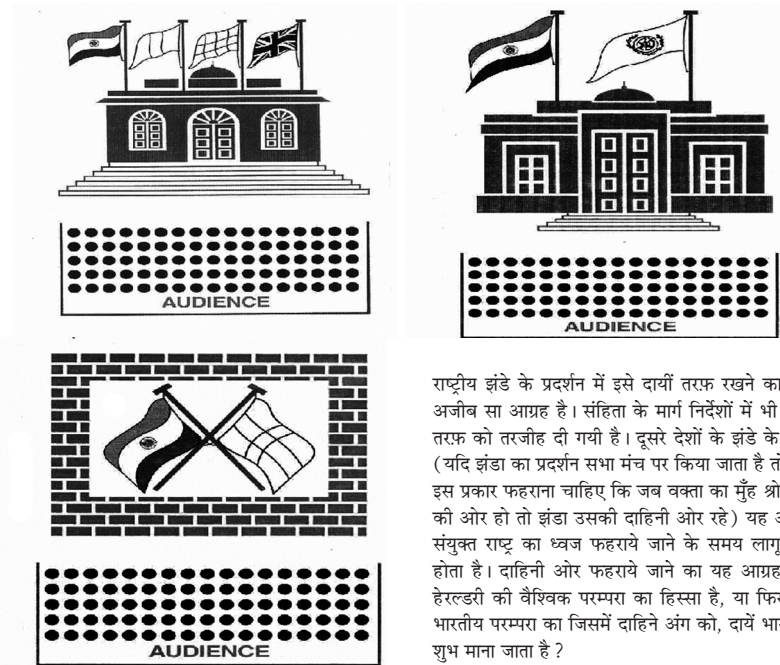 AUDIENCE
AUDIENCE
राष्ट्रीय झंडे के प्रदर्शन में इसे दायीं तरफ़ रखने का
अजीब सा आग्रह है। संहिता के मार्ग निर्देशों में भी
तरफ़ को तरजीह दी गयी है। दूसरे देशों के झंडे के
(यदि झंडा का प्रदर्शन सभा मंच पर किया जाता है तो
इस प्रकार फहराना चाहिए कि जब वक्ता का मुँह श्रो
की ओर हो तो झंडा उसकी दाहिनी ओर रहे) यह
संयुक्त राष्ट्र का ध्वज फहराये जाने के समय लागू
होता है। दाहिनी ओर फहराये जाने का यह आग्रह
हेरल्डरी की वैश्विक परम्परा का हिस्सा है, या फिर
भारतीय परम्परा का जिसमें दाहिने अंग को, दायें
शुभ माना जाता है ?
AUDIENCE